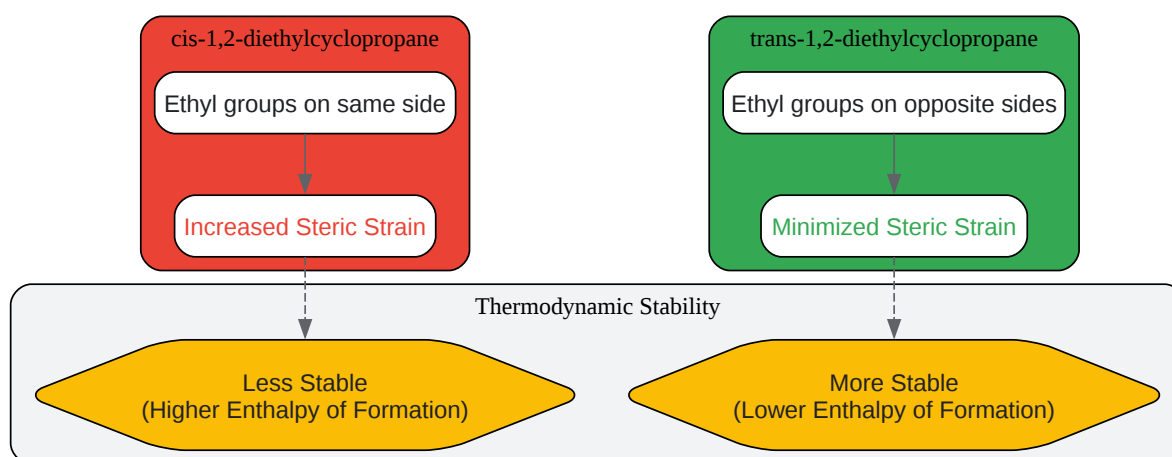 cis-1,2-diethylcyclopropane
Ethyl groups on same side
Increased Steric Strain
trans-1,2-diethylcyclopropane
Ethyl groups on opposite sides
Minimized Steric Strain
Thermodynamic Stability
Less Stable
(Higher Enthalpy of Formation)
More Stable
(Lower Enthalpy of Formation)